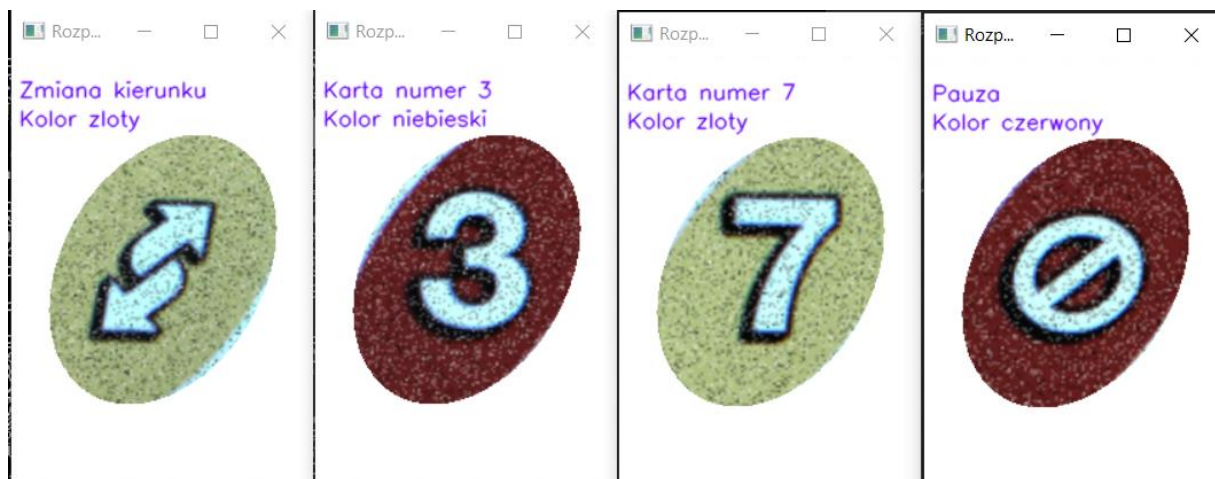 Rozp...
Zmiana kierunku
Kolor zloty
Rozp...
Karta numer 3
Kolor niebieski
3
Rozp...
Karta numer 7
Kolor zloty
7
Rozp...
Pauza
Kolor czerwony